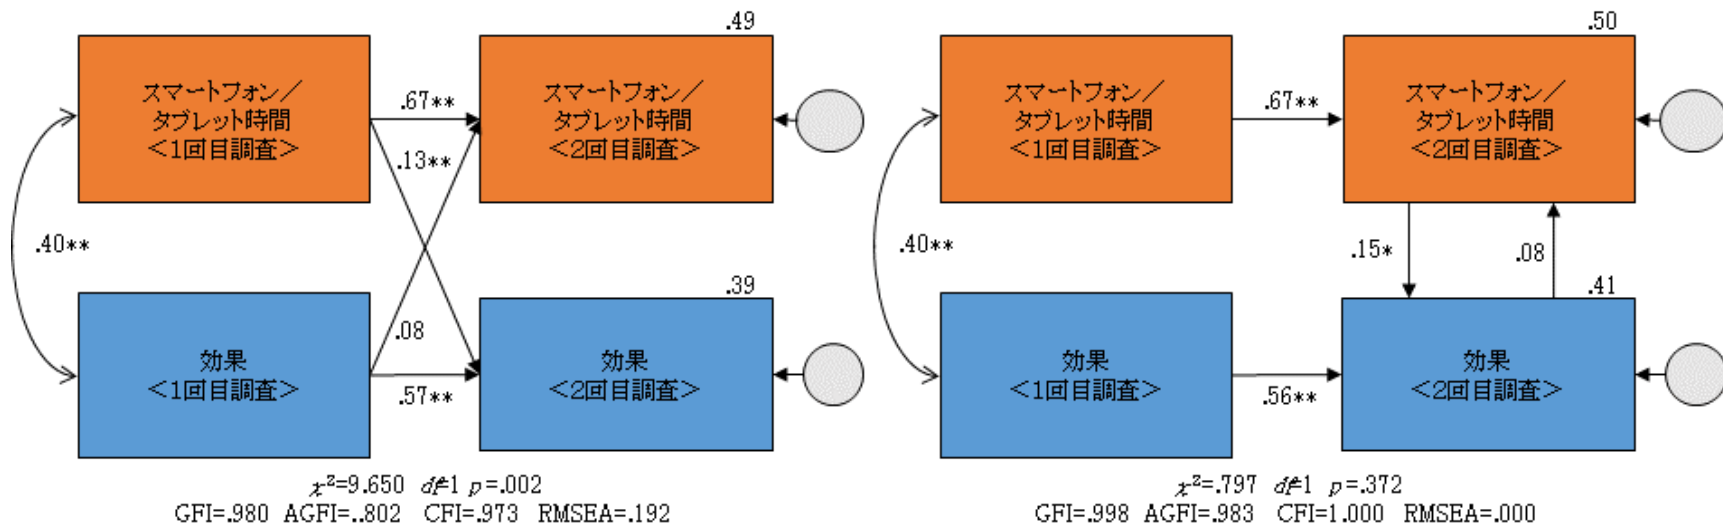 .49
スマートフォン／
タブレット時間
＜1回目調査＞
.67**
スマートフォン／
タブレット時間
＜2回目調査＞
.13**
.40**
.39
.08
効果
＜1回目調査＞
.57**
効果
＜2回目調査＞
χ²=9.650 df=1 p=.002
GFI=.980 AGFI=..802 CFI=.973 RMSEA=.192
.50
スマートフォン／
タブレット時間
＜1回目調査＞
.67**
スマートフォン／
タブレット時間
＜2回目調査＞
.40**
.15*
.08
.41
効果
＜1回目調査＞
.56**
効果
＜2回目調査＞
χ²=.797 df=1 p=.372
GFI=.998 AGFI=.983 CFI=1.000 RMSEA=.000